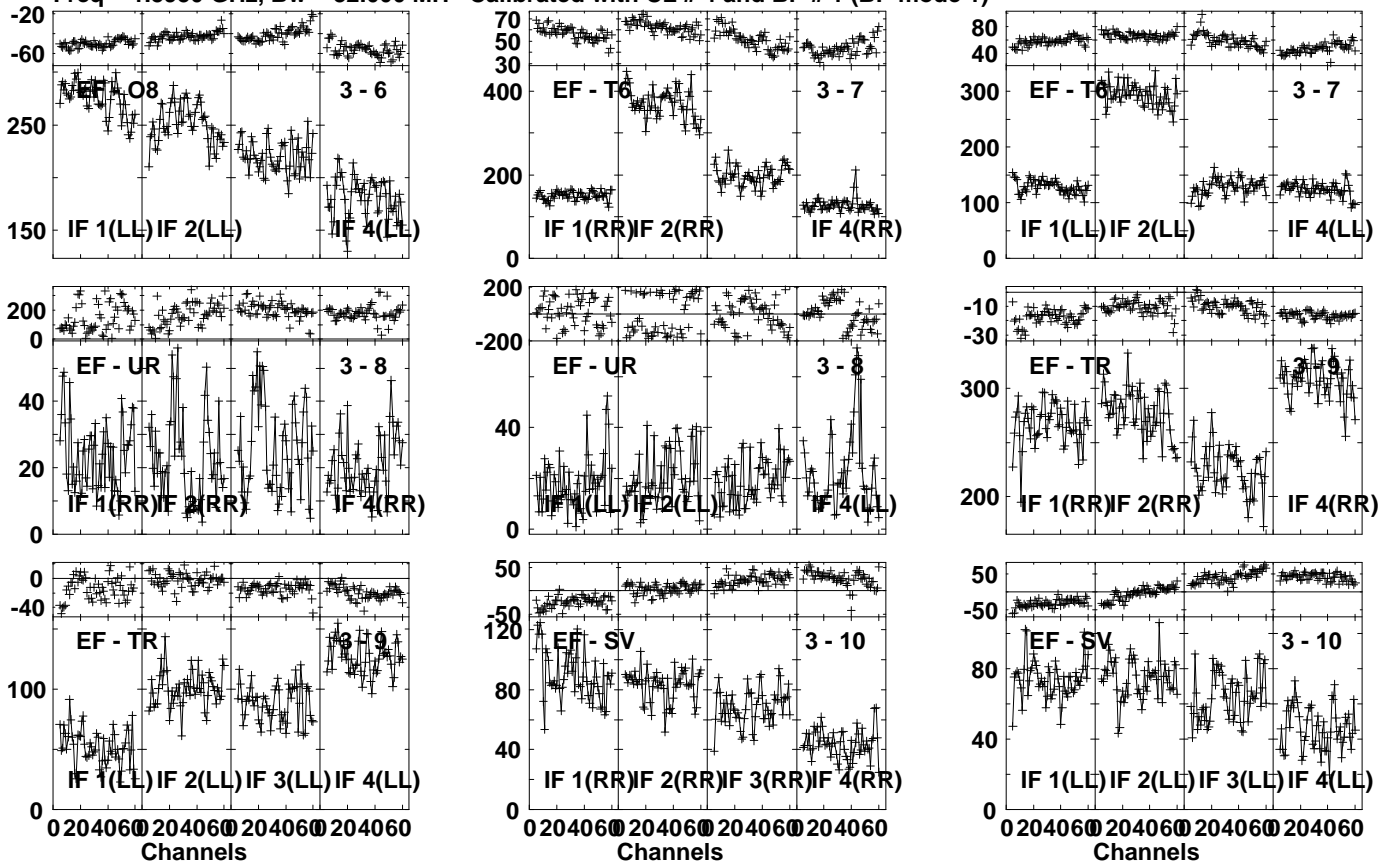 -20 70 80
-60 50 40
30
EF - O8 3 - 6 EF - T6 3 - 7 EF - T6 3 - 7
400 300
250 200
200 100
150 IF 1(LL) IF 2(LL) IF 4(LL) IF 1(RR) IF 2(RR) IF 4(RR) IF 1(LL) IF 2(LL) IF 4(LL)
0 0
200 200 -10
0 -200 -30
EF - UR 3 - 8 EF - UR 3 - 8 EF - TR 3 - 9
40 300
20 40 200
IF 1(RR) IF 2(RR) IF 4(RR) IF 1(LL) IF 2(LL) IF 4(LL) IF 1(RR) IF 2(RR) IF 4(RR)
0 0
0 50 50
-40 -50 -50
EF - TR 3 - 9 EF - SV 3 - 10 EF - SV 3 - 10
120
100 80 80
40 40
IF 1(LL) IF 2(LL) IF 3(LL) IF 4(LL) IF 1(RR) IF 2(RR) IF 3(RR) IF 4(RR) IF 1(LL) IF 2(LL) IF 3(LL) IF 4(LL)
0 0 0
0 204060 0 204060 0 204060 0 204060 0 204060 0 204060 0 204060 0 204060 0 204060 0 204060 0 204060 0 204060
Channels Channels Channels